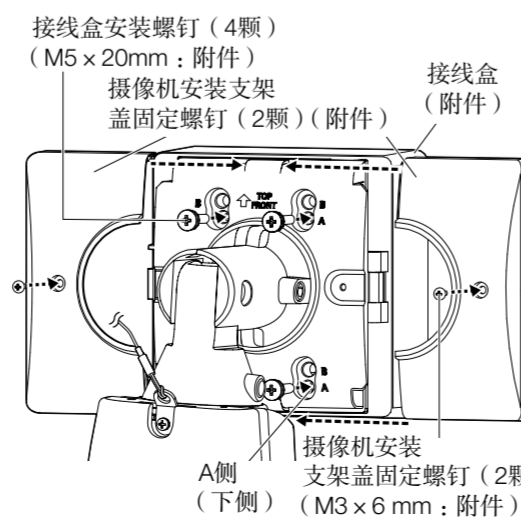 接线盒安装螺钉（4颗）
（M5 × 20mm：附件）
摄像机安装支架
盖固定螺钉（2颗）（附件）
接线盒
（附件）
B
TOP
FRONT
B
A
B
A
A侧
（下侧）
摄像机安装
支架盖固定螺钉（2颗
（M3 × 6 mm：附件）